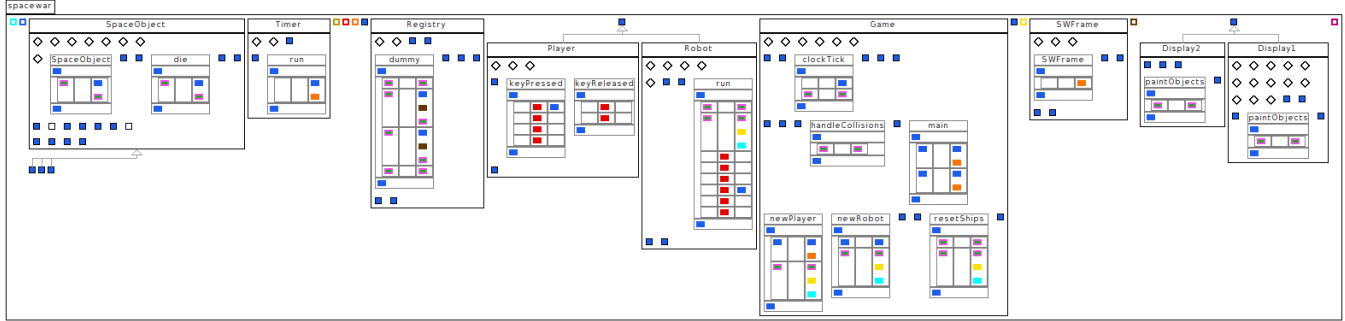 spacewar
SpaceObject
Timer
Registry
Game
SWFrame
Player
Robot
Display2
Display1
SpaceObject
die
run
dummy
clockTick
SWFrame
keyPressed
keyReleased
run
paintObjects
paintObjects
handleCollisions
main
newPlayer
newRobot
resetShips